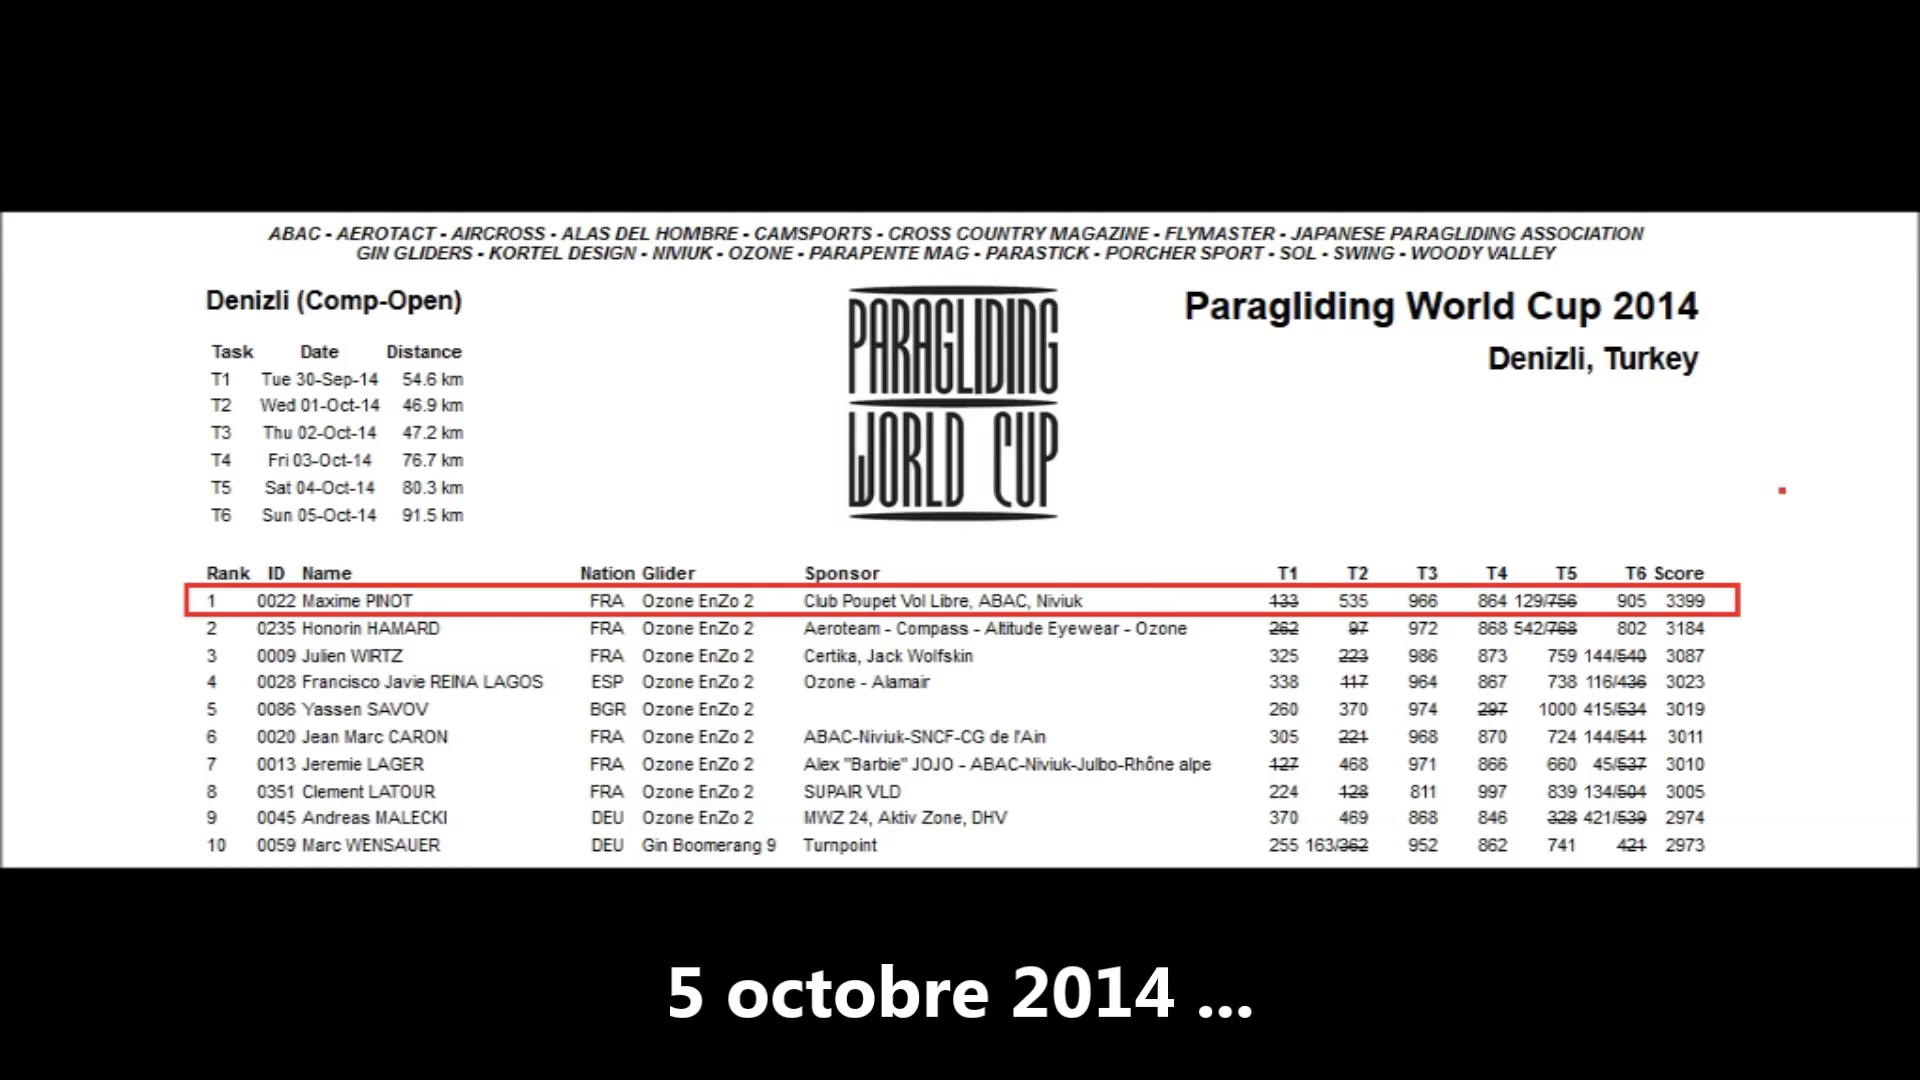 ABAC - AEROTACT - AIRCROSS - ALAS DEL HOMBRE - CAMSPORTS - CROSS COUNTRY MAGAZINE - FLYMASTER - JAPANESE PARAGLIDING ASSOCIATION
GIN GLIDERS - KORTEL DESIGN - NIVIUK - OZONE - PARAPENTE MAG - PARASTICK - PORCHER SPORT - SOL - SWING - WOODY VALLEY
Denizli (Comp-Open)
Task Date Distance
T1 Tue 30-Sep-14 54.6 km
T2 Wed 01-Oct-14 46.9 km
T3 Thu 02-Oct-14 47.2 km
T4 Fri 03-Oct-14 76.7 km
T5 Sat 04-Oct-14 80.3 km
T6 Sun 05-Oct-14 91.5 km
PARAGLIDING
WORLD CUP
Paragliding World Cup 2014
Denizli, Turkey
Rank ID Name Nation Glider Sponsor T1 T2 T3 T4 T5 T6 Score
1 0022 Maxime PINOT FRA Ozone EnZo 2 Club Poupet Vol Libre, ABAC, Niviuk 133 535 966 864 129/756 905 3399
2 0235 Honorin HAMARD FRA Ozone EnZo 2 Aeroteam - Compass - Altitude Eyewear - Ozone 262 97 972 868 542/768 802 3184
3 0009 Julien WIRTZ FRA Ozone EnZo 2 Certika, Jack Wolfskin 325 223 986 873 759 144/540 3087
4 0028 Francisco Javie REINA LAGOS ESP Ozone EnZo 2 Ozone - Alamair 338 117 964 867 738 116/436 3023
5 0086 Yassen SAVOV BGR Ozone EnZo 2 260 370 974 297 1000 415/534 3019
6 0020 Jean Marc CARON FRA Ozone EnZo 2 ABAC-Niviuk-SNCF-CG de l'Ain 305 221 968 870 724 144/541 3011
7 0013 Jeremie LAGER FRA Ozone EnZo 2 Alex "Barbie" JOJO - ABAC-Niviuk-Julbo-Rhône alpe 127 468 971 866 660 45/537 3010
8 0351 Clement LATOUR FRA Ozone EnZo 2 SUPAIR VLD 224 128 811 997 839 134/504 3005
9 0045 Andreas MALECKI DEU Ozone EnZo 2 MWZ 24, Aktiv Zone, DHV 370 469 868 846 328 421/539 2974
10 0059 Marc WENSAUER DEU Gin Boomerang 9 Turnpoint 255 163/362 952 862 741 421 2973
5 octobre 2014 ...